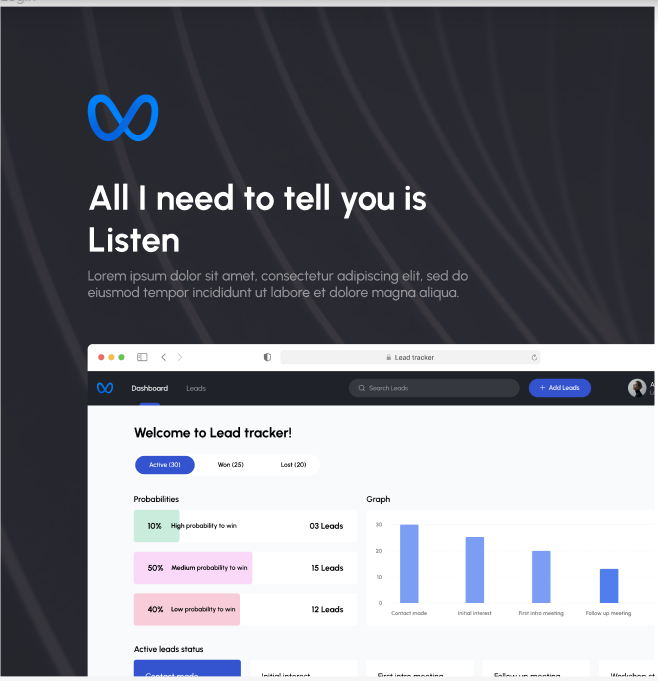 All I need to tell you is
Listen
Lorem ipsum dolor sit amet, consectetur adipiscing elit, sed do
eiusmod tempor incididunt ut labore et dolore magna aliqua.
Lead tracker
Dashboard Leads Search Leads + Add Leads
Welcome to Lead tracker!
Active (30) Won (25) Lost (20)
Probabilities
10% High probability to win 03 Leads
50% Medium probability to win 15 Leads
40% Low probability to win 12 Leads
Graph
30
20
10
0
Contact made Initial interest First intro meeting Follow up meeting
Active leads status
Contact made Initial interest First intro meeting Follow up meeting Workshop